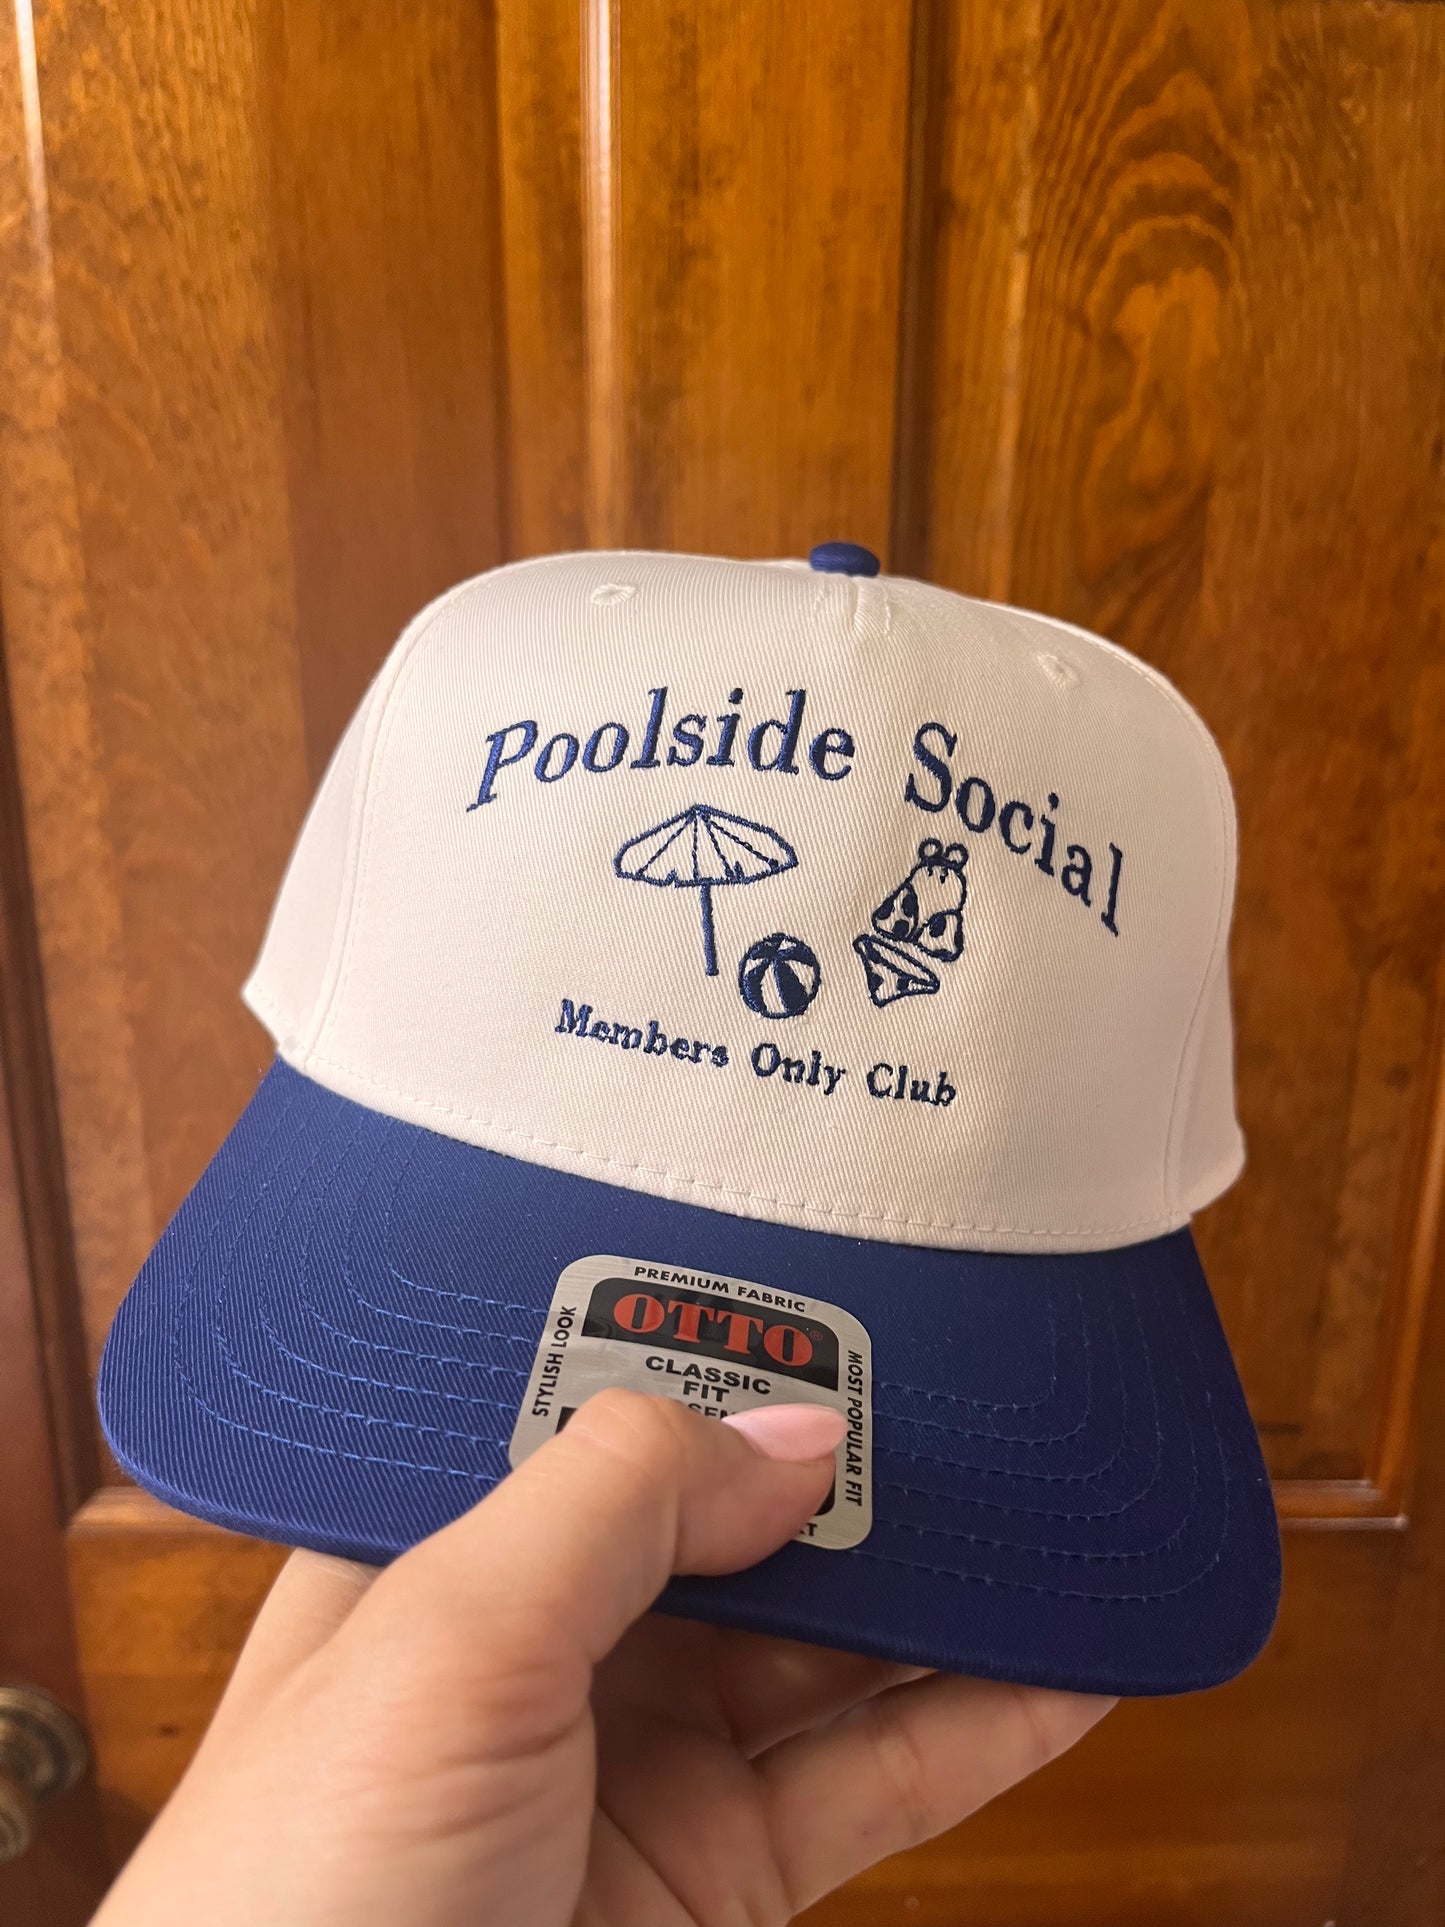 Poolside Social
Members Only Club
PREMIUM FABRIC
OTTO®
STYLISH LOOK
CLASSIC
FIT
MOST POPULAR FIT